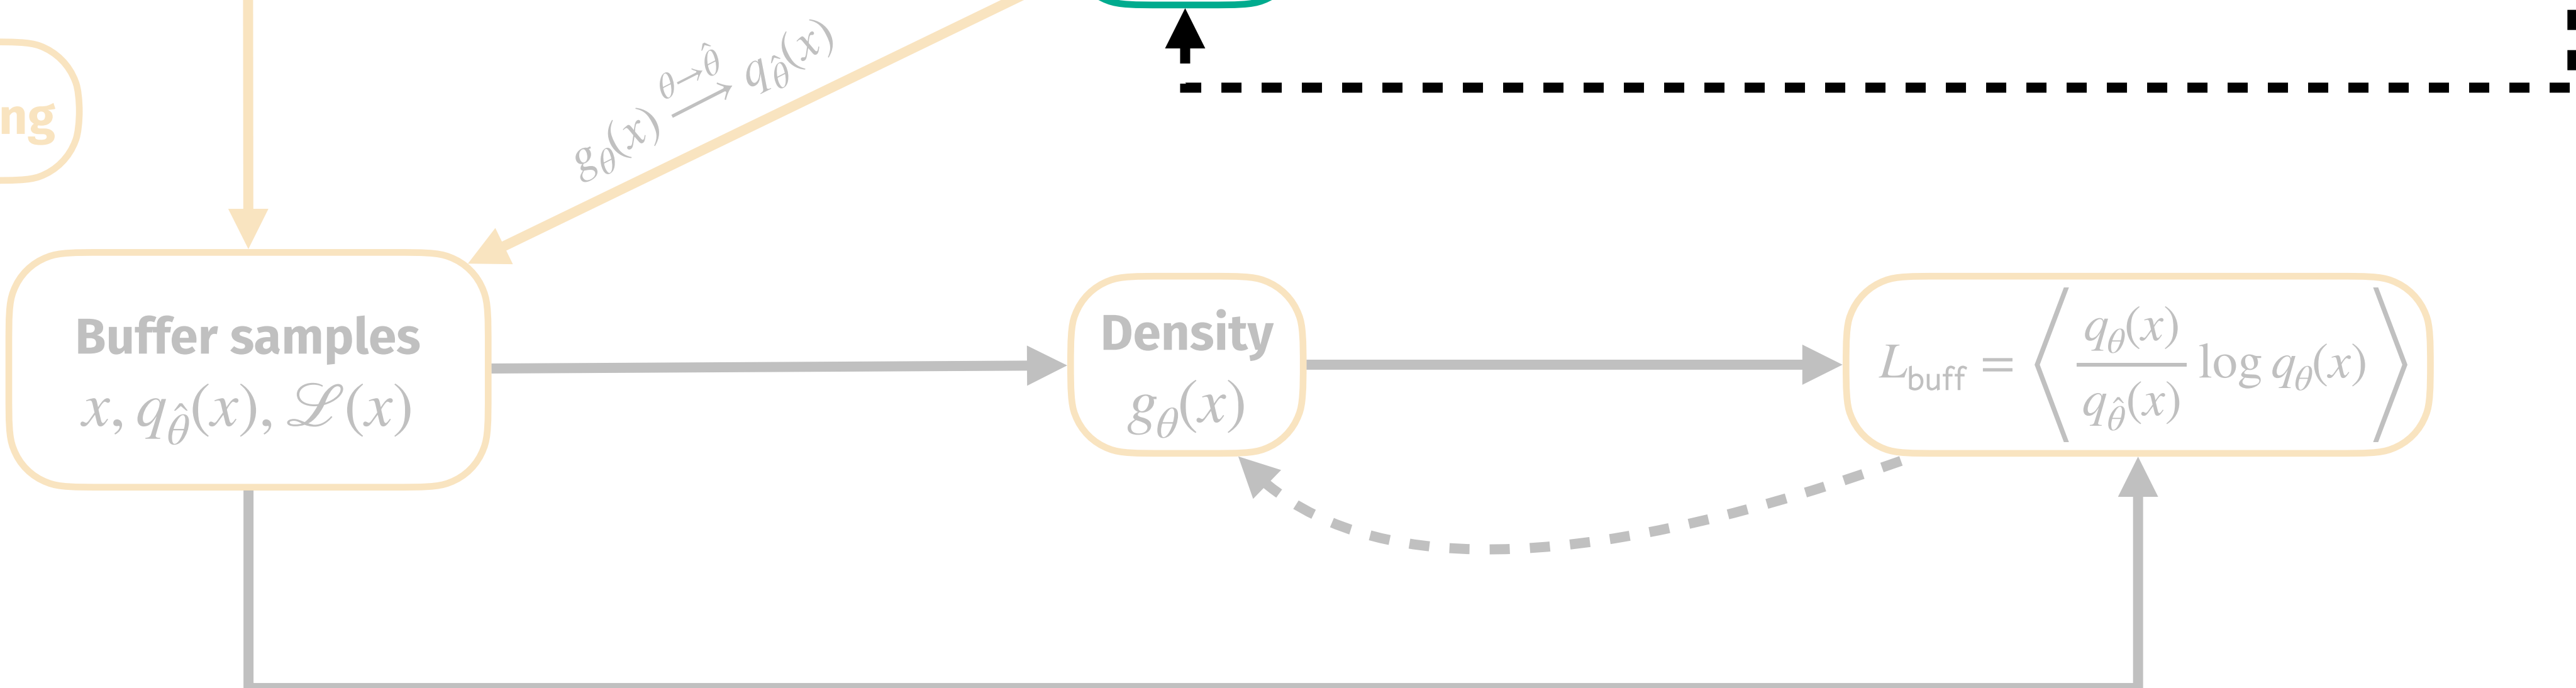 ng
g_θ(x) ⟶^{θ→θ̂} q_θ̂(x)
Buffer samples
x, q_θ̂(x), ℒ(x)
Density
g_θ(x)
L_buff = ⟨ q_θ(x) / q_θ̂(x) log q_θ(x) ⟩